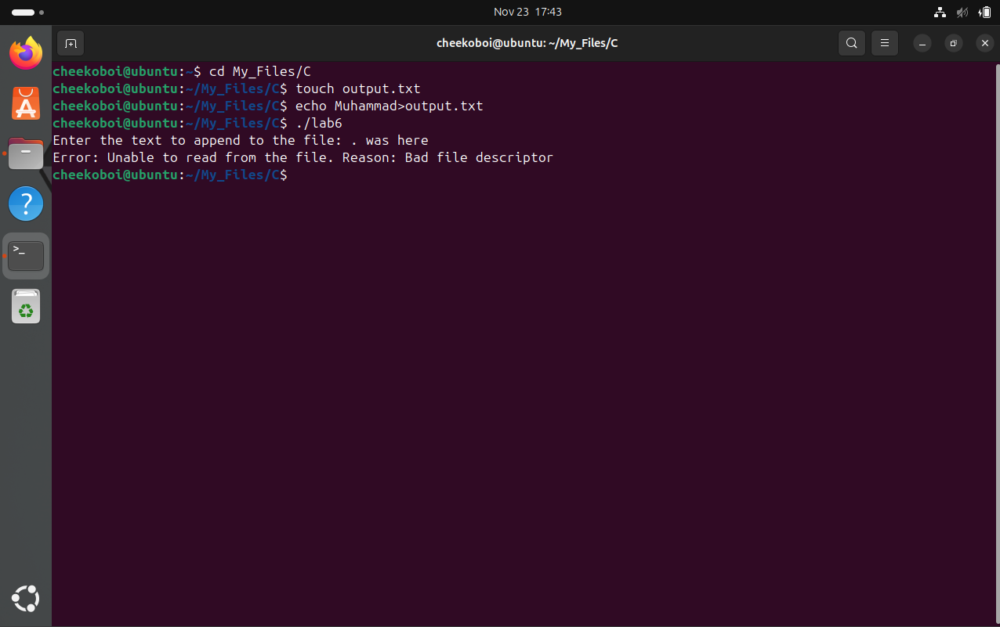 Nov 23 17:43
cheekoboi@ubuntu: ~/My_Files/C
cheekoboi@ubuntu:~$ cd My_Files/C
cheekoboi@ubuntu:~/My_Files/C$ touch output.txt
cheekoboi@ubuntu:~/My_Files/C$ echo Muhammad>output.txt
cheekoboi@ubuntu:~/My_Files/C$ ./lab6
Enter the text to append to the file: . was here
Error: Unable to read from the file. Reason: Bad file descriptor
cheekoboi@ubuntu:~/My_Files/C$